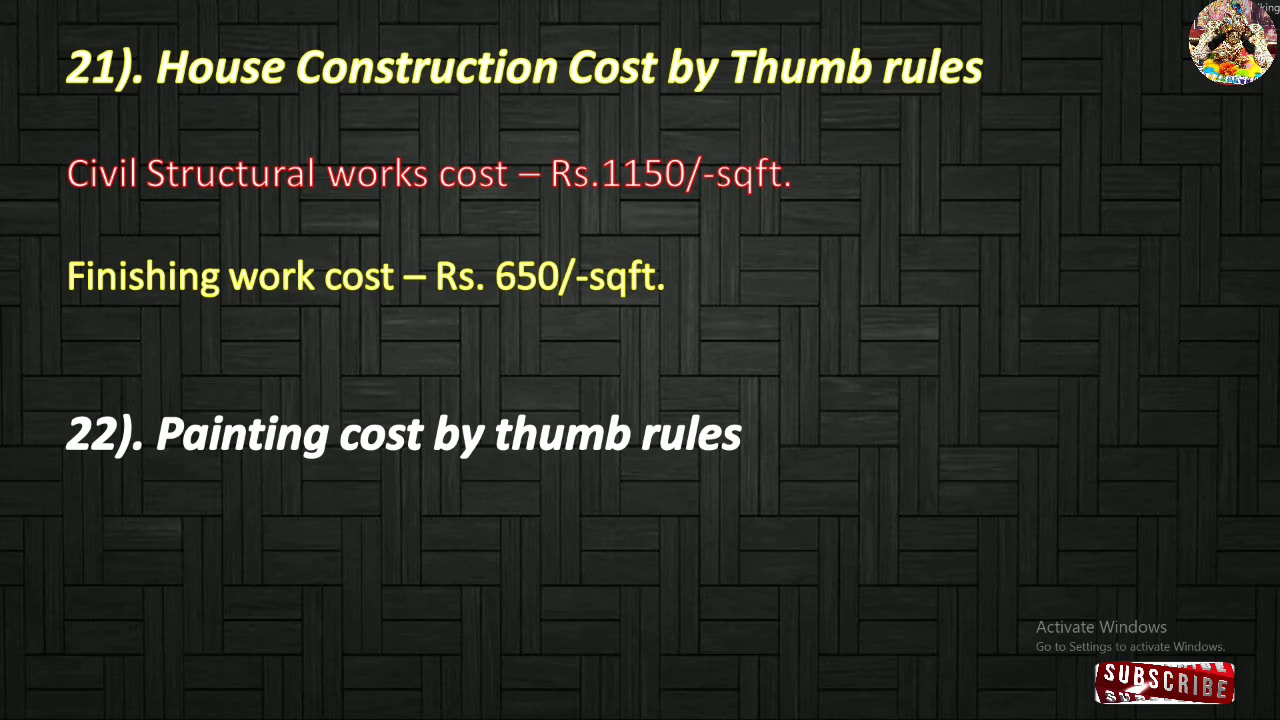 21). House Construction Cost by Thumb rules
Civil Structural works cost – Rs.1150/-sqft.
Finishing work cost – Rs. 650/-sqft.
22). Painting cost by thumb rules
Activate Windows
Go to Settings to activate Windows.
SUBSCRIBE